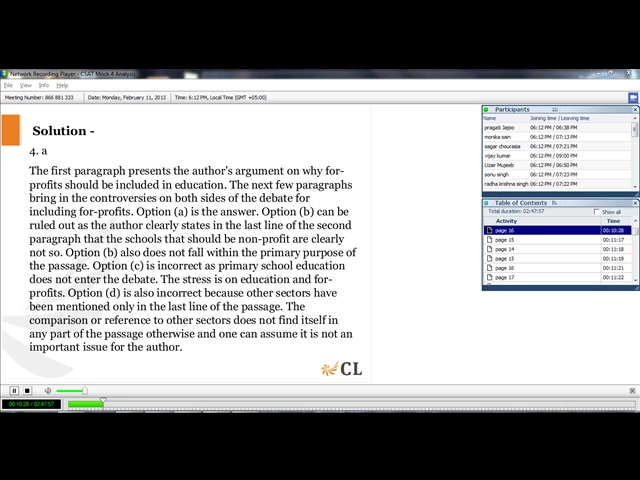 Network Recording Player - CSAT Mock 4 Analysis
File View Info Help
Meeting Number: 866 881 333 Date: Monday, February 11, 2013 Time: 6:12 PM, Local Time (GMT +05:00)
Solution -
4. a
The first paragraph presents the author's argument on why for-
profits should be included in education. The next few paragraphs
bring in the controversies on both sides of the debate for
including for-profits. Option (a) is the answer. Option (b) can be
ruled out as the author clearly states in the last line of the second
paragraph that the schools that should be non-profit are clearly
not so. Option (b) also does not fall within the primary purpose of
the passage. Option (c) is incorrect as primary school education
does not enter the debate. The stress is on education and for-
profits. Option (d) is also incorrect because other sectors have
been mentioned only in the last line of the passage. The
comparison or reference to other sectors does not find itself in
any part of the passage otherwise and one can assume it is not an
important issue for the author.
CL
Participants
Name Joining time / Leaving time
pragati Jajoo 06:12 PM / 06:38 PM
monika sain 06:12 PM / 07:23 PM
sagar chourasia 06:12 PM / 07:21 PM
vijay kumar 06:12 PM / 09:00 PM
Uzair Mujeeb 06:12 PM / 06:50 PM
sonu singh 06:12 PM / 07:23 PM
radha krishna singh 06:12 PM / 07:22 PM
Table of Contents
Total duration: 02:47:57 Show all
Activity Time
page 16 00:10:28
page 15 00:11:17
page 14 00:11:18
page 15 00:11:19
page 16 00:11:21
page 17 00:11:22
00:10:28 / 02:47:57